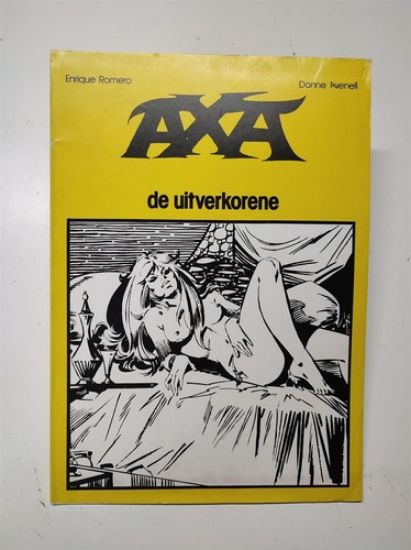 Enrique Romero
Donne Avenell
AXA
de uitverkorene